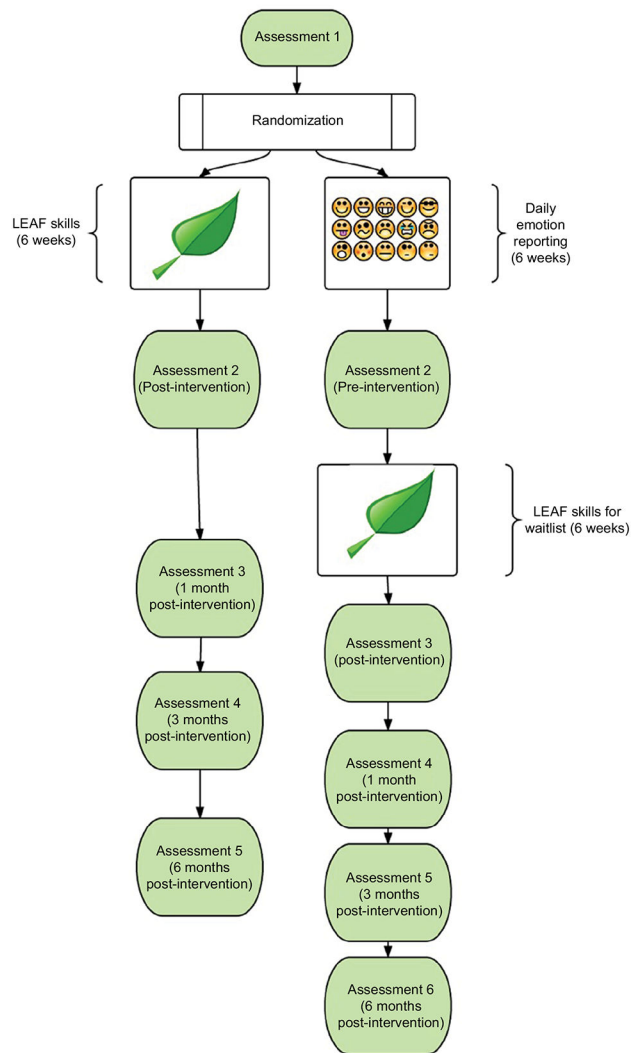 Assessment 1
Randomization
LEAF skills
(6 weeks)
Daily
emotion
reporting
(6 weeks)
Assessment 2
(Post-intervention)
Assessment 2
(Pre-intervention)
LEAF skills for
waitlist (6 weeks)
Assessment 3
(1 month
post-intervention)
Assessment 3
(post-intervention)
Assessment 4
(3 months
post-intervention)
Assessment 4
(1 month
post-intervention)
Assessment 5
(6 months
post-intervention)
Assessment 5
(3 months
post-intervention)
Assessment 6
(6 months
post-intervention)